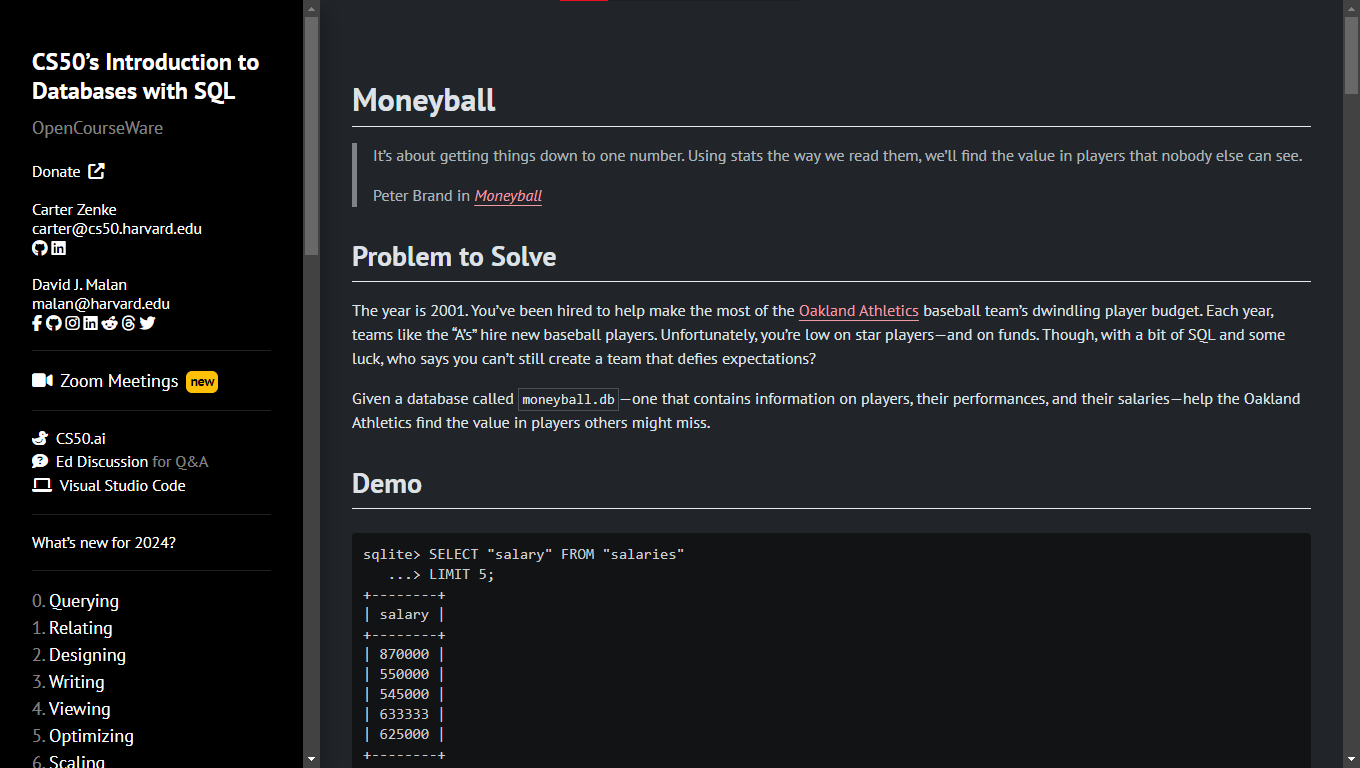 CS50’s Introduction to
Databases with SQL
OpenCourseWare
Donate
Carter Zenke
carter@cs50.harvard.edu
David J. Malan
malan@harvard.edu
Zoom Meetings new
CS50.ai
Ed Discussion for Q&A
Visual Studio Code
What’s new for 2024?
0. Querying
1. Relating
2. Designing
3. Writing
4. Viewing
5. Optimizing
6. Scaling
Moneyball
It’s about getting things down to one number. Using stats the way we read them, we’ll find the value in players that nobody else can see.
Peter Brand in Moneyball
Problem to Solve
The year is 2001. You’ve been hired to help make the most of the Oakland Athletics baseball team’s dwindling player budget. Each year,
teams like the “A’s” hire new baseball players. Unfortunately, you’re low on star players—and on funds. Though, with a bit of SQL and some
luck, who says you can’t still create a team that defies expectations?
Given a database called moneyball.db—one that contains information on players, their performances, and their salaries—help the Oakland
Athletics find the value in players others might miss.
Demo
sqlite> SELECT "salary" FROM "salaries"
   ...> LIMIT 5;
+--------+
| salary |
+--------+
| 870000 |
| 550000 |
| 545000 |
| 633333 |
| 625000 |
+--------+